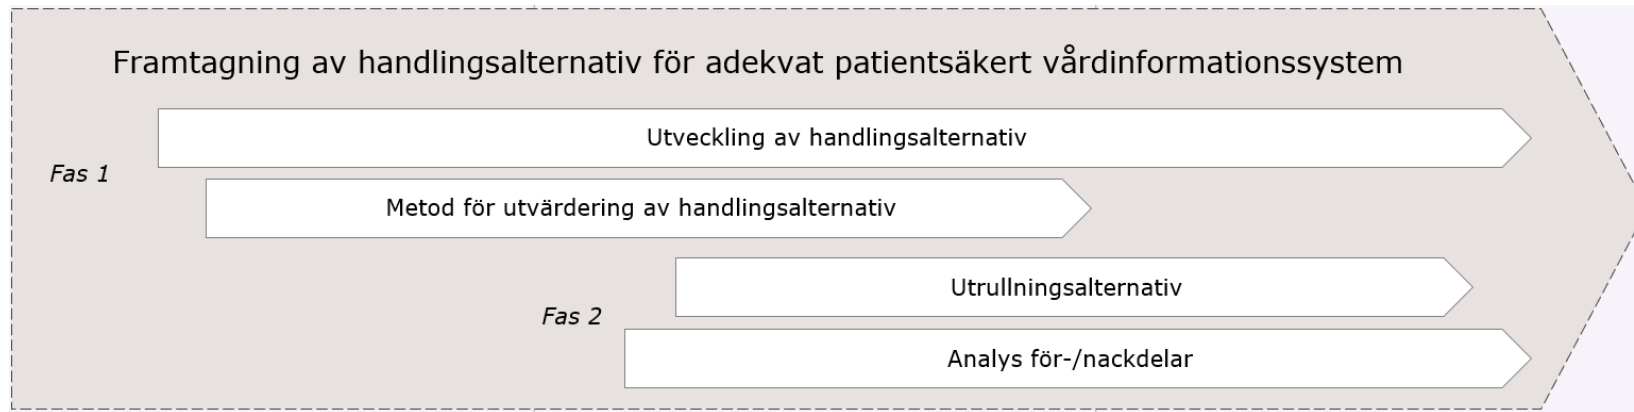 Framtagning av handlingsalternativ för adekvat patientsäkert vårdinformationssystem
Utveckling av handlingsalternativ
Fas 1
Metod för utvärdering av handlingsalternativ
Utrullningsalternativ
Fas 2
Analys för-/nackdelar